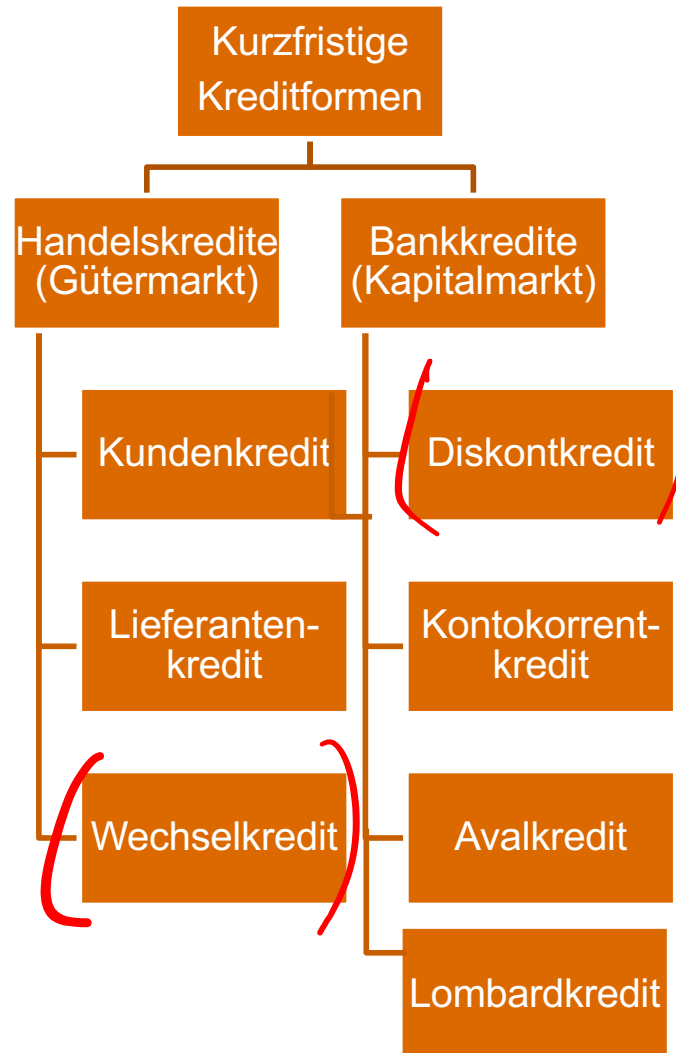 Kurzfristige
Kreditformen
Handelskredite
(Gütermarkt)
Kundenkredit
Lieferanten-
kredit
Wechselkredit
Bankkredite
(Kapitalmarkt)
Diskontkredit
Kontokorrent-
kredit
Avalkredit
Lombardkredit